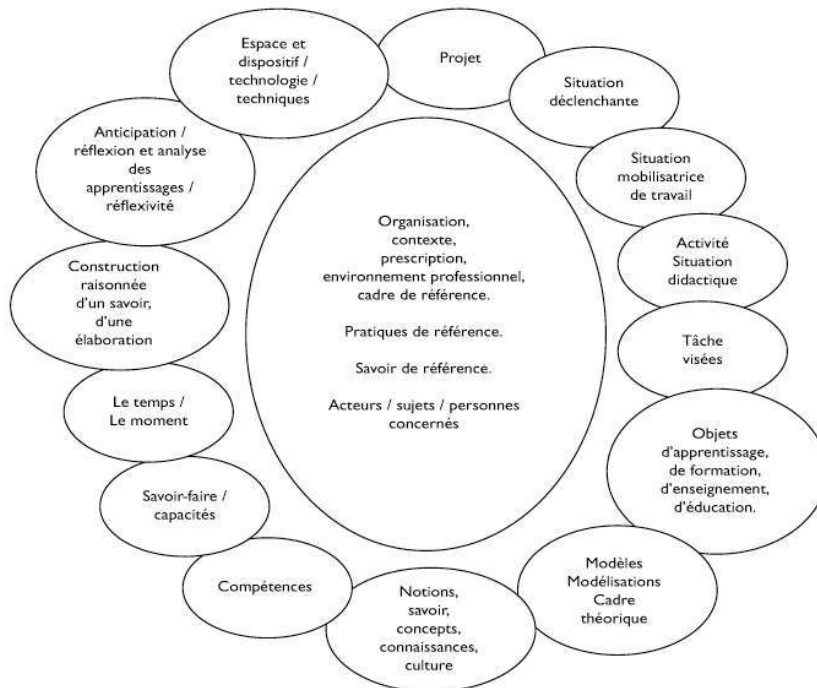 Espace et
dispositif /
technologie /
techniques
Projet
Situation
déclenchante
Situation
mobilisatrice
de travail
Activité
Situation
didactique
Tâche
visées
Objets
d'apprentissage,
de formation,
d'enseignement,
d'éducation.
Modèles
Modélisations
Cadre
théorique
Notions,
savoir,
concepts,
connaissances,
culture
Compétences
Savoir-faire /
capacités
Le temps /
Le moment
Construction
raisonnée
d'un savoir,
d'une
élaboration
Anticipation /
réflexion et analyse
des
apprentissages /
réflexivité
Organisation,
contexte,
prescription,
environnement professionnel,
cadre de référence.
Pratiques de référence.
Savoir de référence.
Acteurs / sujets / personnes
concernés